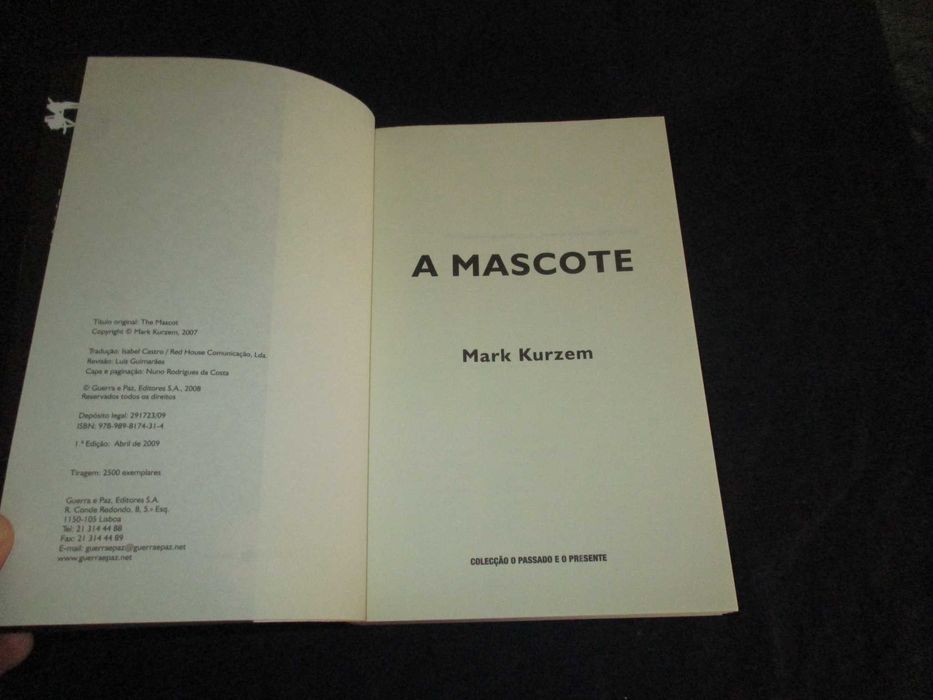 Título original: The Mascot
Copyright © Mark Kurzem, 2007
Tradução: Isabel Castro / Red House Comunicação, Lda.
Revisão: Luís Guimarães
Capa e paginação: Nuno Rodrigues da Costa
© Guerra e Paz, Editores S.A., 2008
Reservados todos os direitos
Depósito legal: 291723/09
ISBN: 978-989-8174-31-4
1.ª Edição: Abril de 2009
Tiragem: 2500 exemplares
Guerra e Paz, Editores S.A.
R. Conde Redondo, 8, 5.º Esq.
1150-105 Lisboa
Tel: 21 314 44 88
Fax: 21 314 44 89
E-mail: guerraepaz@guerraepaz.net
www.guerraepaz.net
A MASCOTE
Mark Kurzem
COLECÇÃO O PASSADO E O PRESENTE